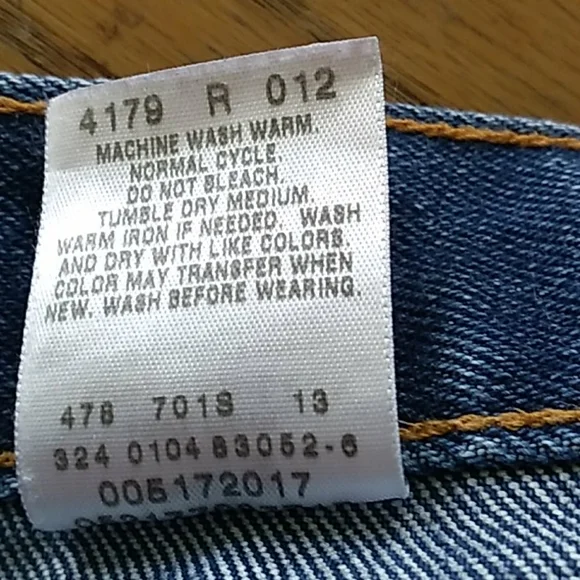 4179 R 012
MACHINE WASH WARM.
NORMAL CYCLE.
DO NOT BLEACH.
TUMBLE DRY MEDIUM.
WARM IRON IF NEEDED. WASH
AND DRY WITH LIKE COLORS.
COLOR MAY TRANSFER WHEN
NEW. WASH BEFORE WEARING.
478 701S 13
324 0104 83052-6
005172017